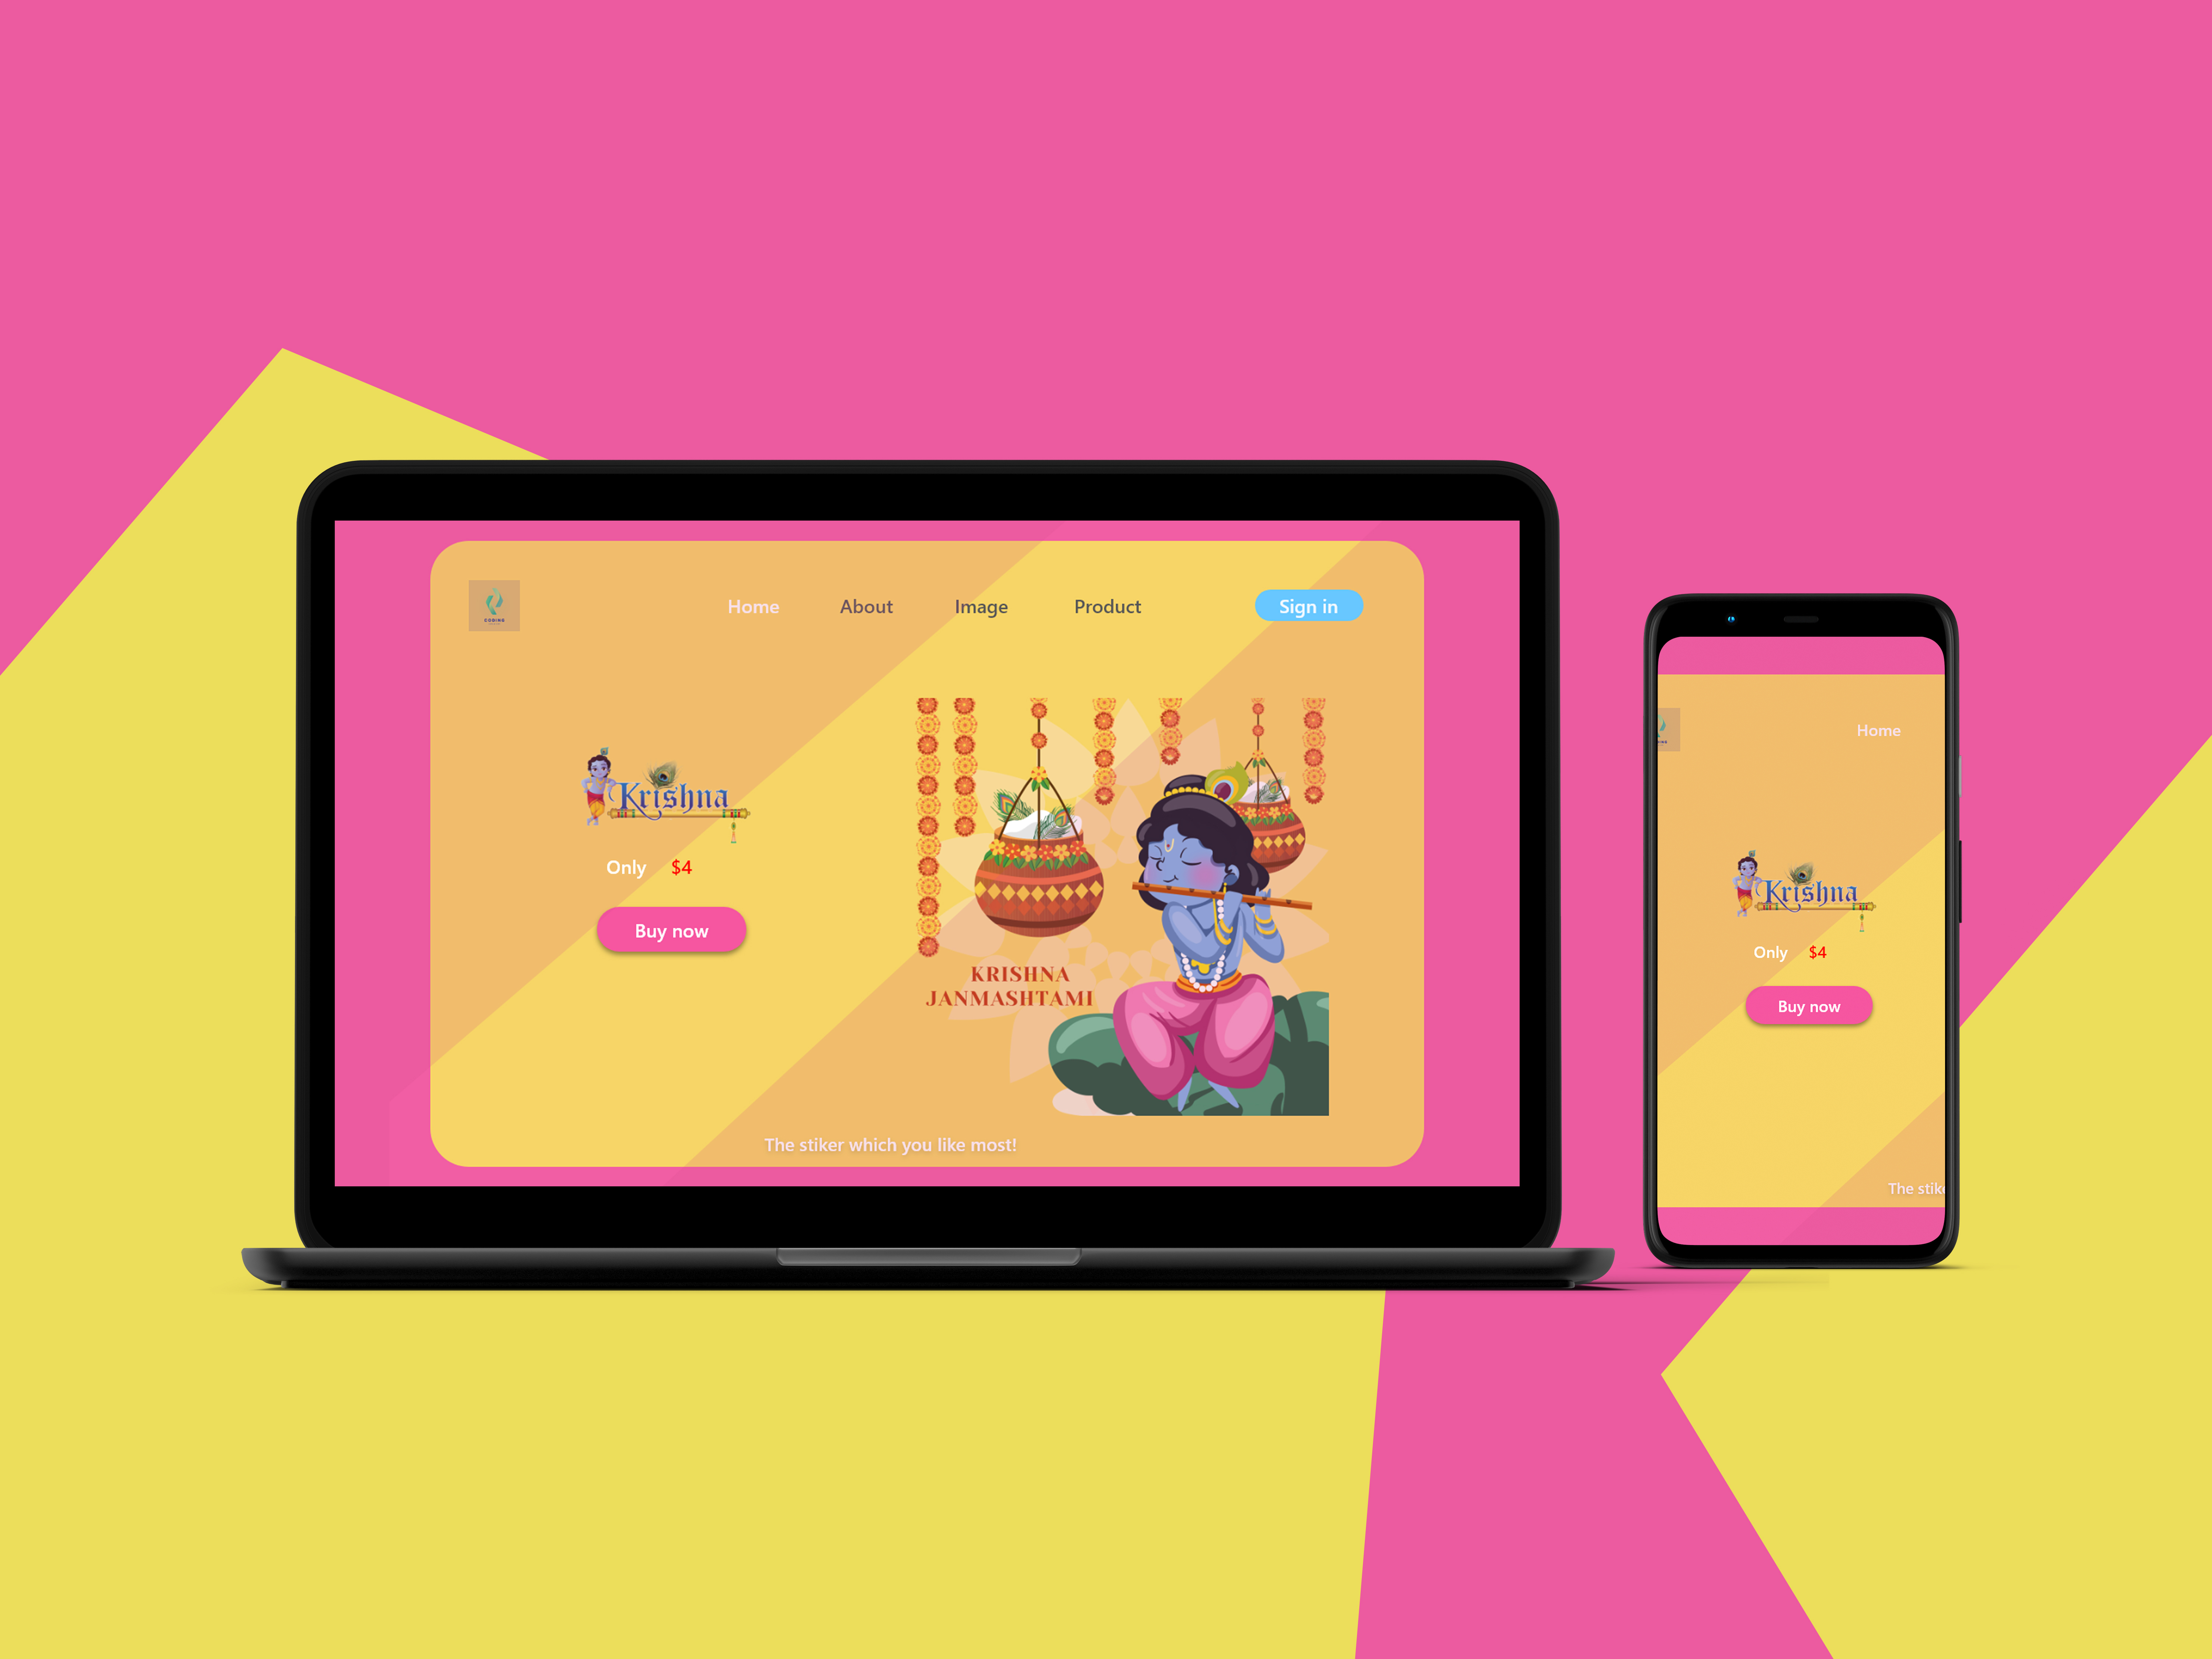 Home About Image Product Sign in
Krishna
Only $4
Buy now
KRISHNA
JANMASHTAMI
The stiker which you like most!
Home
Krishna
Only $4
Buy now
The stik